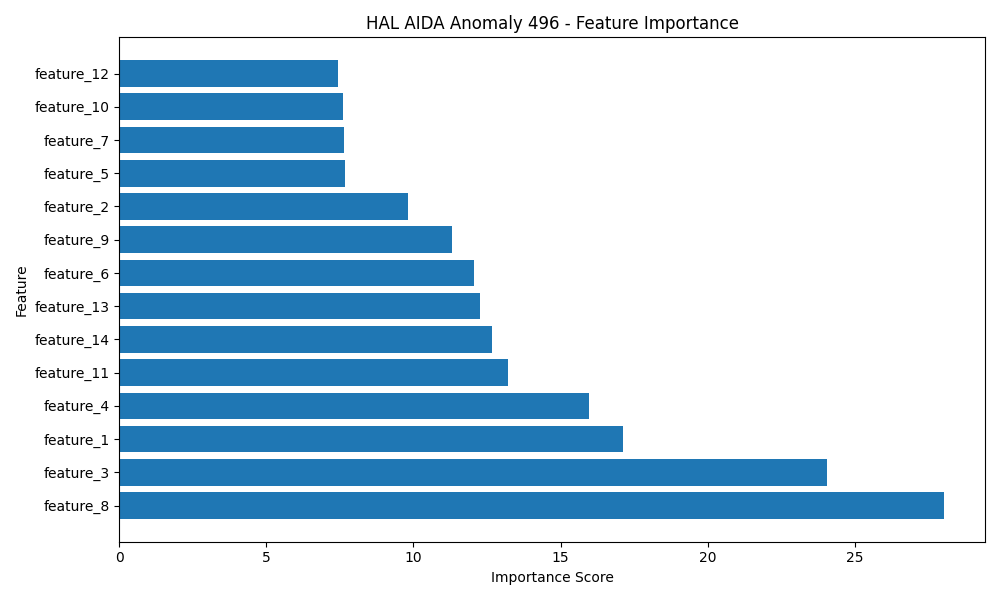 HAL AIDA Anomaly 496 - Feature Importance
feature_12
feature_10
feature_7
feature_5
feature_2
feature_9
feature_6
feature_13
feature_14
feature_11
feature_4
feature_1
feature_3
feature_8
Feature
0 5 10 15 20 25
Importance Score